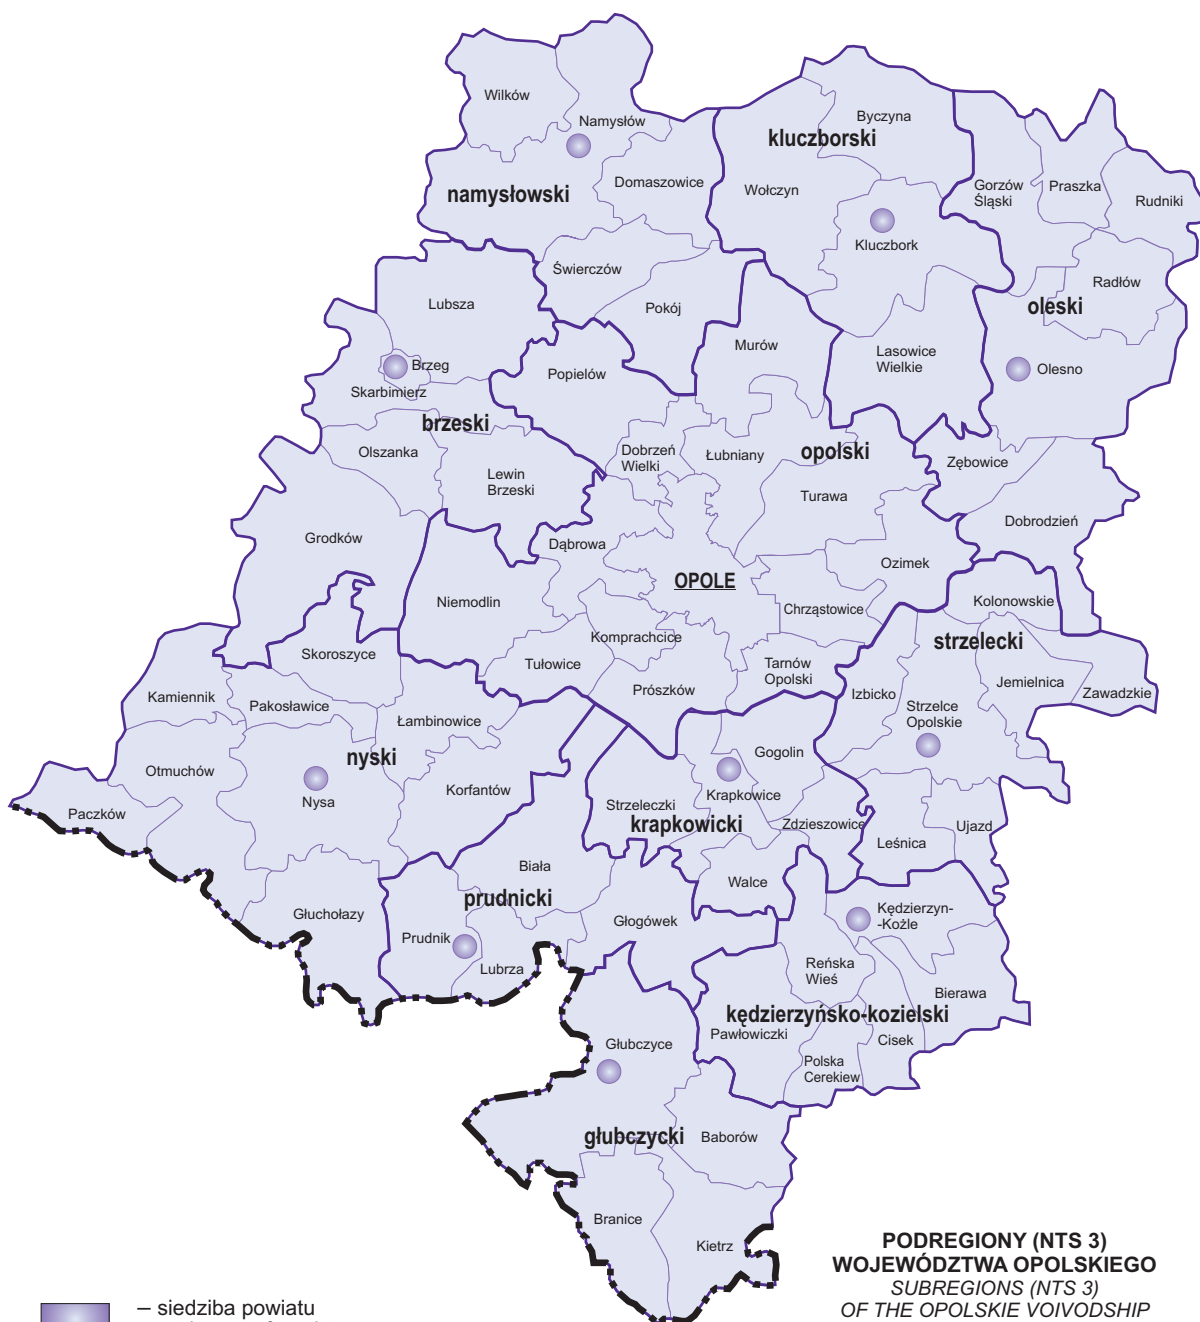 Wilków
Namysłów
namysłowski
Domaszowice
Świerczów
Pokój
kluczborski
Byczyna
Wołczyn
Kluczbork
Lasowice
Wielkie
Gorzów
Śląski
Praszka
Rudniki
Radłów
oleski
Olesno
Zębowice
Dobrodzień
Lubsza
Brzeg
Skarbimierz
brzeski
Olszanka
Lewin
Brzeski
Grodków
Popielów
Murów
Dobrzeń
Wielki
Łubniany
opolski
Turawa
Dąbrowa
OPOLE
Ozimek
Niemodlin
Chrząstowice
Komprachcice
Tułowice
Prószków
Tarnów
Opolski
Kolonowskie
strzelecki
Izbicko
Jemielnica
Zawadzkie
Strzelce
Opolskie
Leśnica
Ujazd
Skoroszyce
Kamiennik
Pakosławice
Łambinowice
nyski
Otmuchów
Nysa
Korfantów
Paczków
Głuchołazy
Gogolin
Strzeleczki
Krapkowice
krapkowicki
Zdzieszowice
Walce
Biała
prudnicki
Prudnik
Lubrza
Głogówek
Kędzierzyn-
-Koźle
Reńska
Wieś
Bierawa
kędzierzyńsko-kozielski
Pawłowiczki
Cisek
Polska
Cerekiew
Głubczyce
głubczycki
Baborów
Branice
Kietrz
PODREGIONY (NTS 3)
WOJEWÓDZTWA OPOLSKIEGO
SUBREGIONS (NTS 3)
OF THE OPOLSKIE VOIVODSHIP
– siedziba powiatu